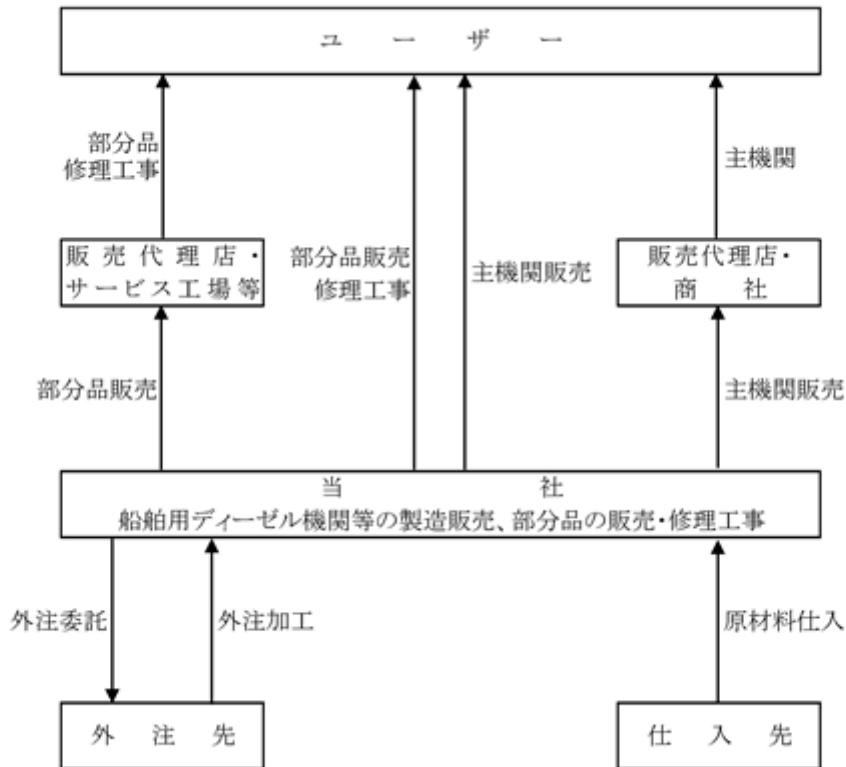 ユーザー
部分品
修理工事
主機関
販売代理店・
サービス工場等
部分品販売
修理工事
主機関販売
販売代理店・
商社
部分品販売
主機関販売
当社
船舶用ディーゼル機関等の製造販売、部分品の販売・修理工事
外注委託
外注加工
原材料仕入
外注先
仕入先